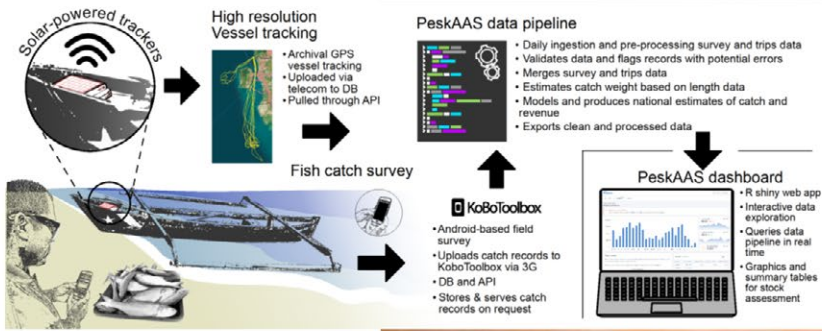 Solar-powered trackers
High resolution
Vessel tracking
• Archival GPS
vessel tracking
• Uploaded via
telecom to DB
• Pulled through API
PeskAAS data pipeline
• Daily ingestion and pre-processing survey and trips data
• Validates data and flags records with potential errors
• Merges survey and trips data
• Estimates catch weight based on length data
• Models and produces national estimates of catch and
revenue
• Exports clean and processed data
Fish catch survey
KoBoToolbox
• Android-based field
survey
• Uploads catch records to
KoboToolbox via 3G
• DB and API
• Stores & serves catch
records on request
PeskAAS dashboard
• R shiny web app
• Interactive data
exploration
• Queries data
pipeline in real
time
• Graphics and
summary tables
for stock
assessment